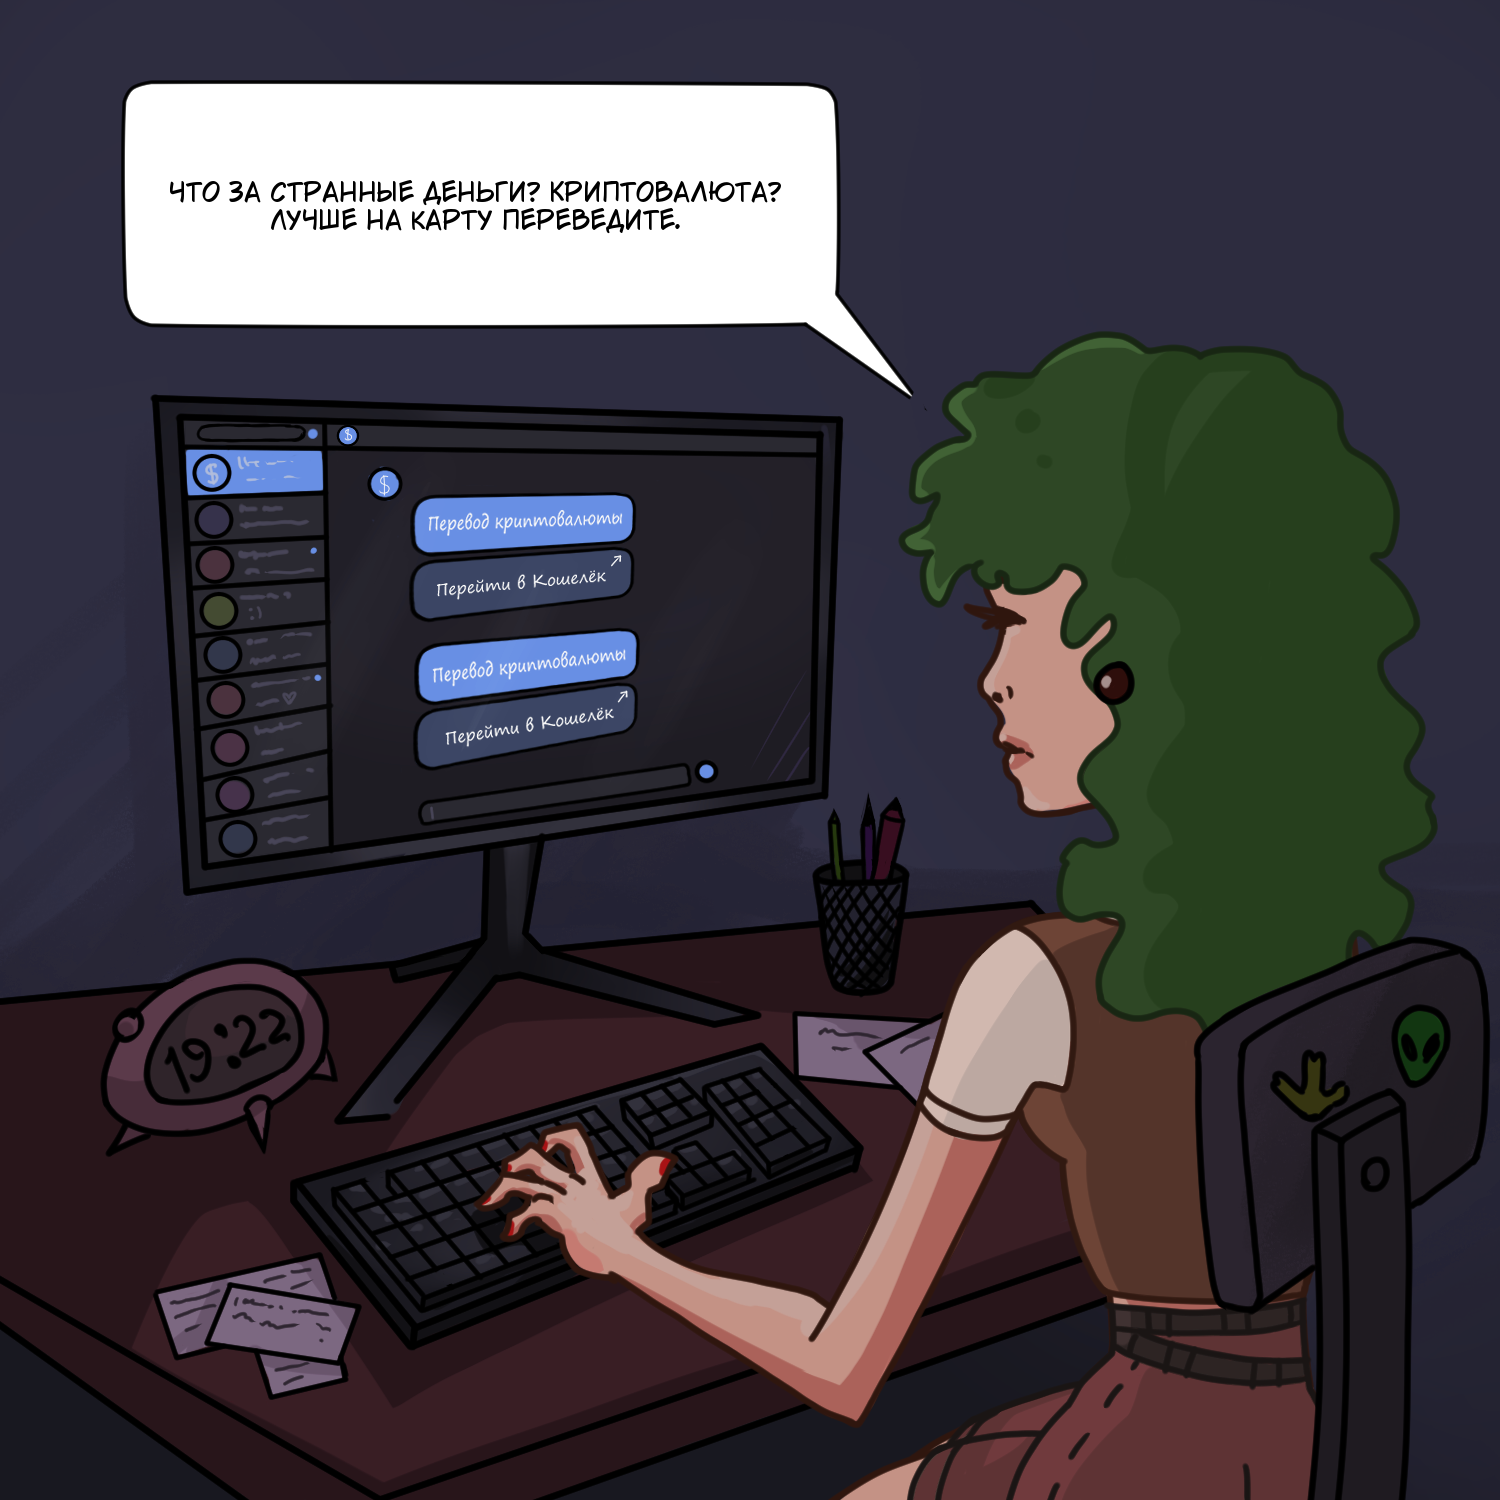 ЧТО ЗА СТРАННЫЕ ДЕНЬГИ? КРИПТОВАЛЮТА?
ЛУЧШЕ НА КАРТУ ПЕРЕВЕДИТЕ.
$
$
$
Перевод криптовалюты
Перейти в Кошелёк
:)
Перевод криптовалюты
Перейти в Кошелёк
19:22